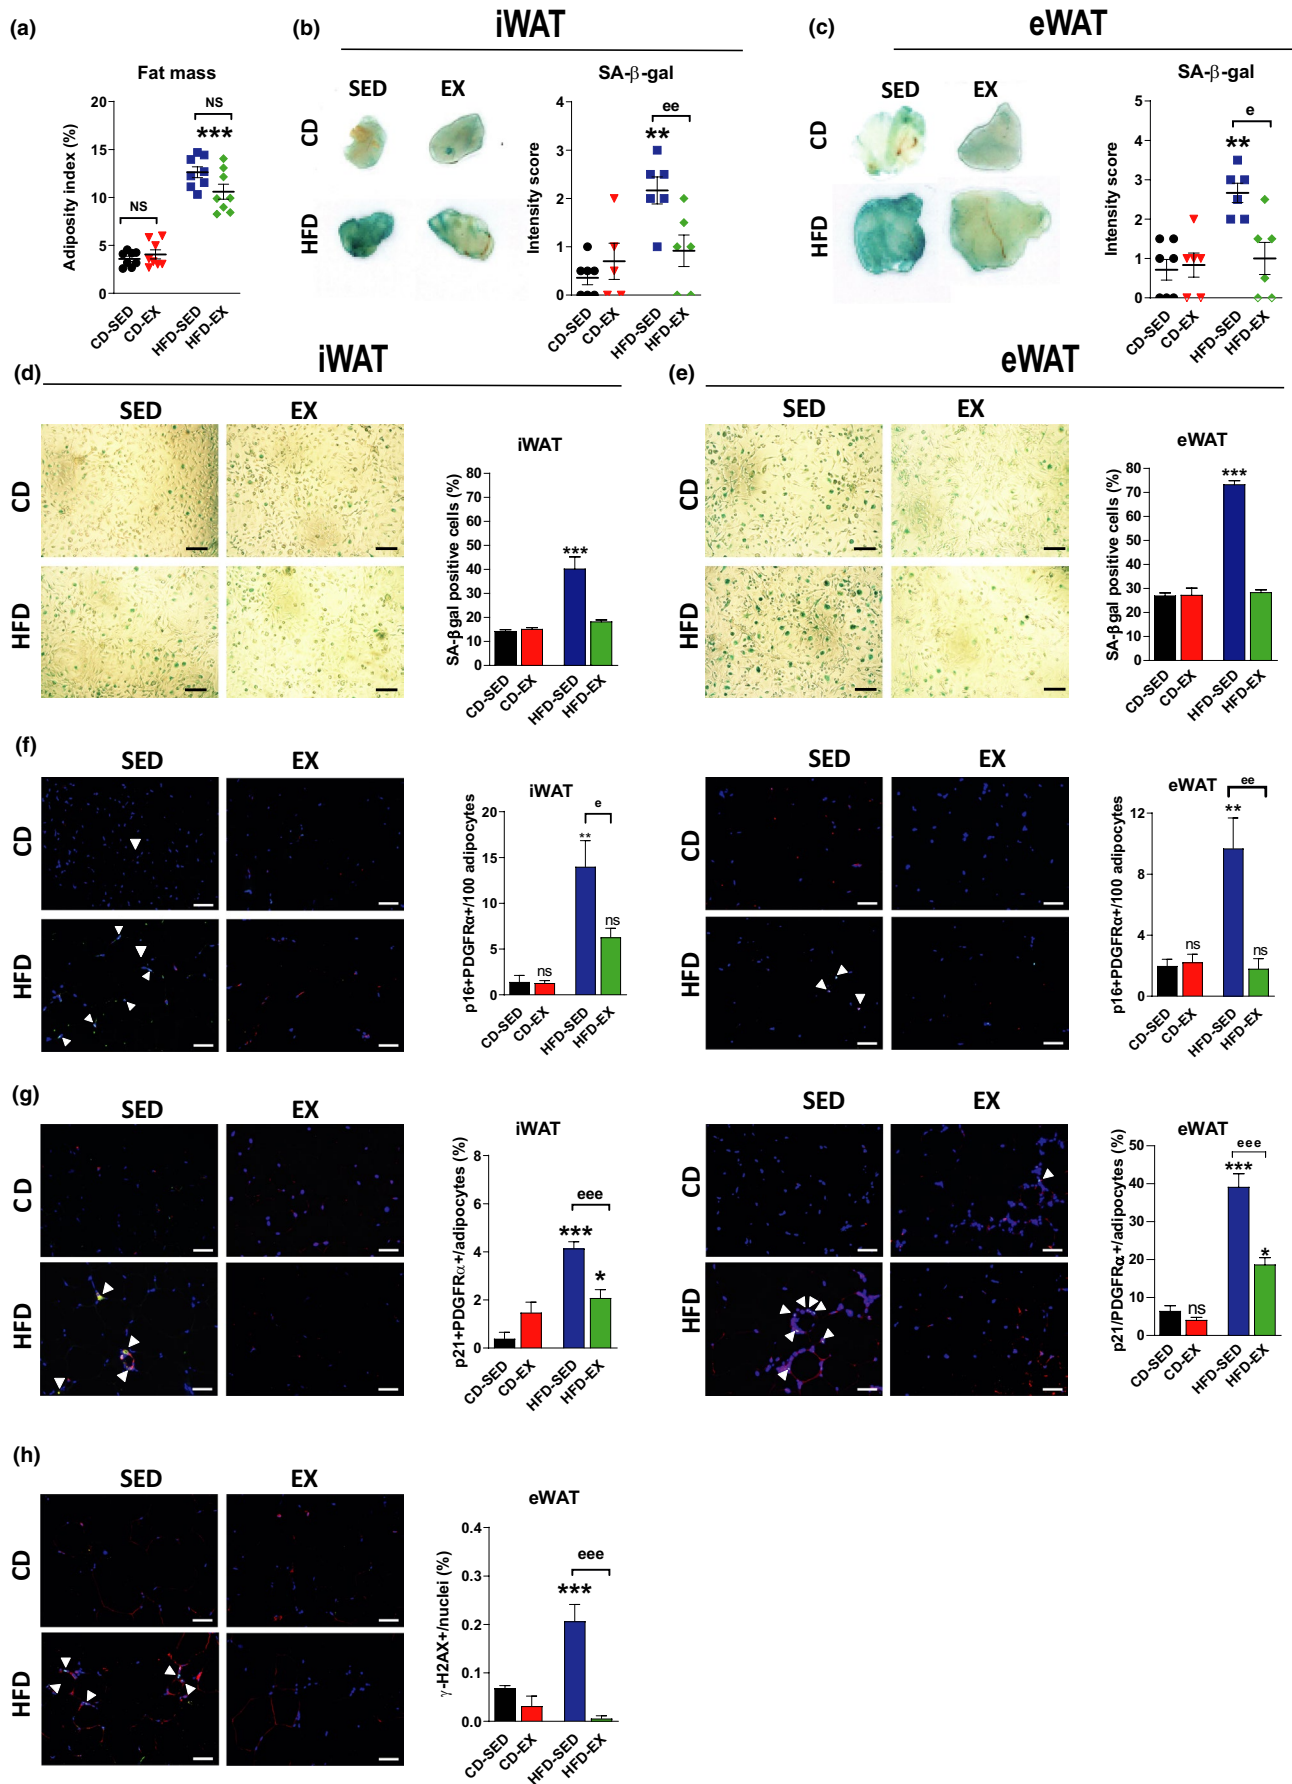 (a)
Fat mass
Adiposity index (%)
20
15
10
5
0
NS
NS
***
CD-SED
CD-EX
HFD-SED
HFD-EX
(b)
iWAT
SED
EX
CD
HFD
SA-β-gal
Intensity score
4
3
2
1
0
ee
**
CD-SED
CD-EX
HFD-SED
HFD-EX
(c)
eWAT
SED
EX
CD
HFD
SA-β-gal
Intensity score
5
4
3
2
1
0
e
**
CD-SED
CD-EX
HFD-SED
HFD-EX
(d)
iWAT
SED
EX
CD
HFD
iWAT
SA-βgal positive cells (%)
80
70
60
50
40
30
20
10
0
***
CD-SED
CD-EX
HFD-SED
HFD-EX
(e)
eWAT
SED
EX
CD
HFD
eWAT
SA-βgal positive cells (%)
80
70
60
50
40
30
20
10
0
***
CD-SED
CD-EX
HFD-SED
HFD-EX
(f)
SED
EX
CD
HFD
iWAT
p16+PDGFRα+/100 adipocytes
20
15
10
5
0
e
**
ns
ns
CD-SED
CD-EX
HFD-SED
HFD-EX
SED
EX
CD
HFD
eWAT
p16+PDGFRα+/100 adipocytes
12
9
6
3
0
ee
**
ns
ns
CD-SED
CD-EX
HFD-SED
HFD-EX
(g)
SED
EX
CD
HFD
iWAT
p21+PDGFRα+/adipocytes (%)
8
6
4
2
0
eee
***
*
CD-SED
CD-EX
HFD-SED
HFD-EX
SED
EX
CD
HFD
eWAT
p21/PDGFRα+/adipocytes (%)
50
40
30
20
10
0
eee
***
*
ns
CD-SED
CD-EX
HFD-SED
HFD-EX
(h)
SED
EX
CD
HFD
eWAT
γ-H2AX+/nuclei (%)
0.4
0.3
0.2
0.1
0.0
eee
***
CD-SED
CD-EX
HFD-SED
HFD-EX